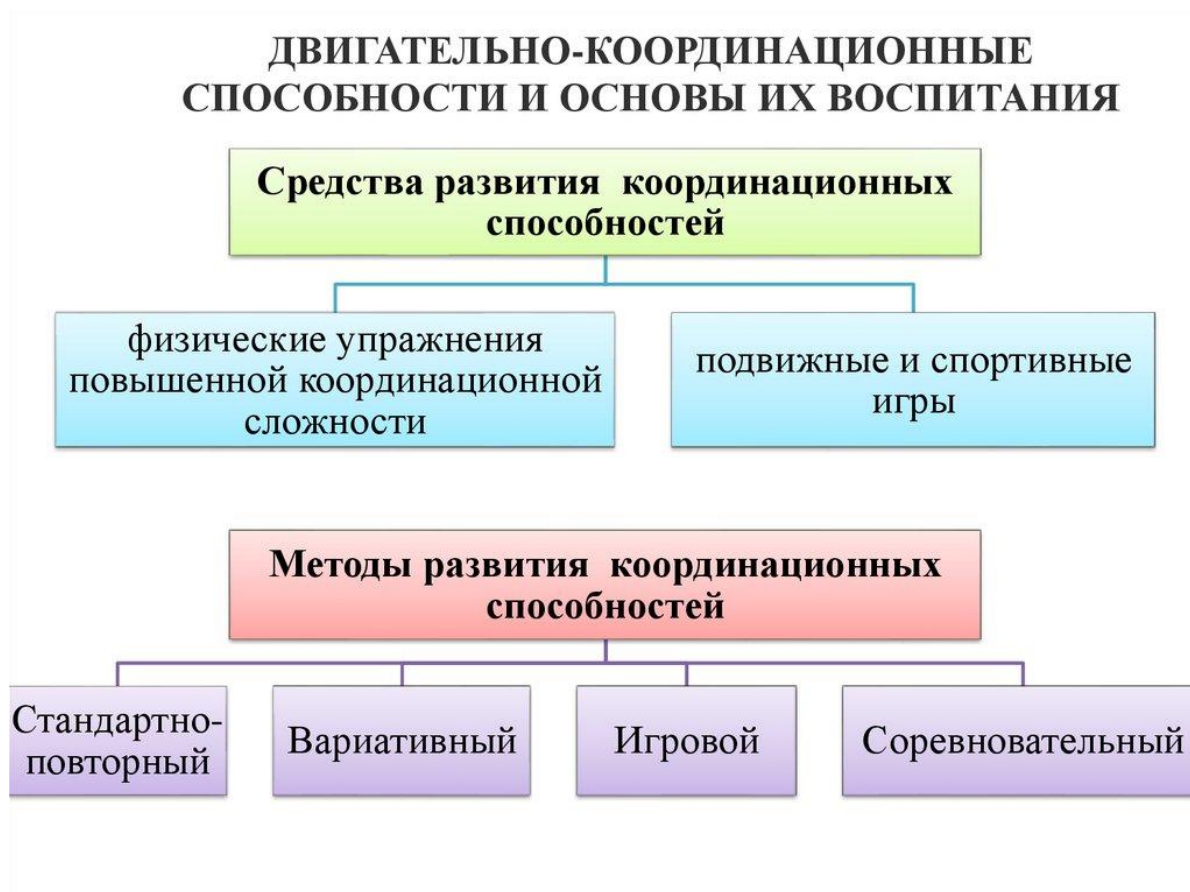 ДВИГАТЕЛЬНО-КООРДИНАЦИОННЫЕ
СПОСОБНОСТИ И ОСНОВЫ ИХ ВОСПИТАНИЯ
Средства развития координационных
способностей
физические упражнения
повышенной координационной
сложности
подвижные и спортивные
игры
Методы развития координационных
способностей
Стандартно-
повторный
Вариативный
Игровой
Соревновательный